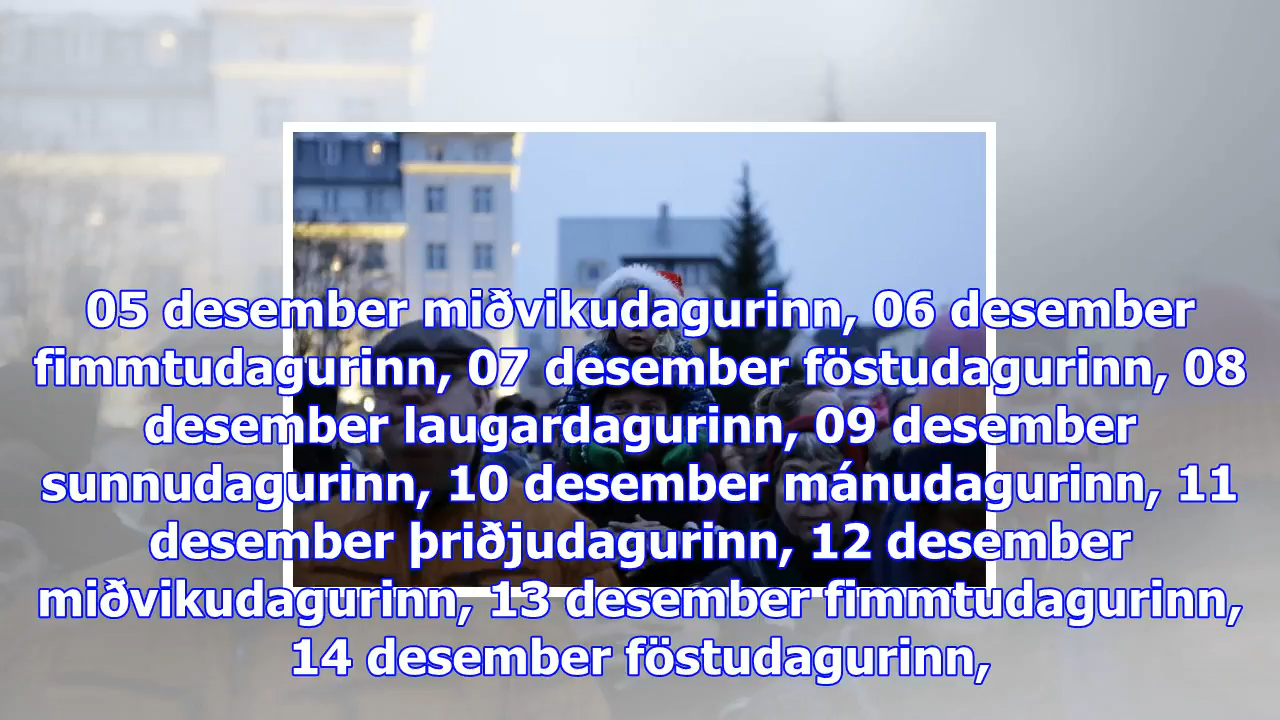 05 desember miðvikudagurinn, 06 desember
fimmtudagurinn, 07 desember föstudagurinn, 08
desember laugardagurinn, 09 desember
sunnudagurinn, 10 desember mánudagurinn, 11
desember þriðjudagurinn, 12 desember
miðvikudagurinn, 13 desember fimmtudagurinn,
14 desember föstudagurinn,